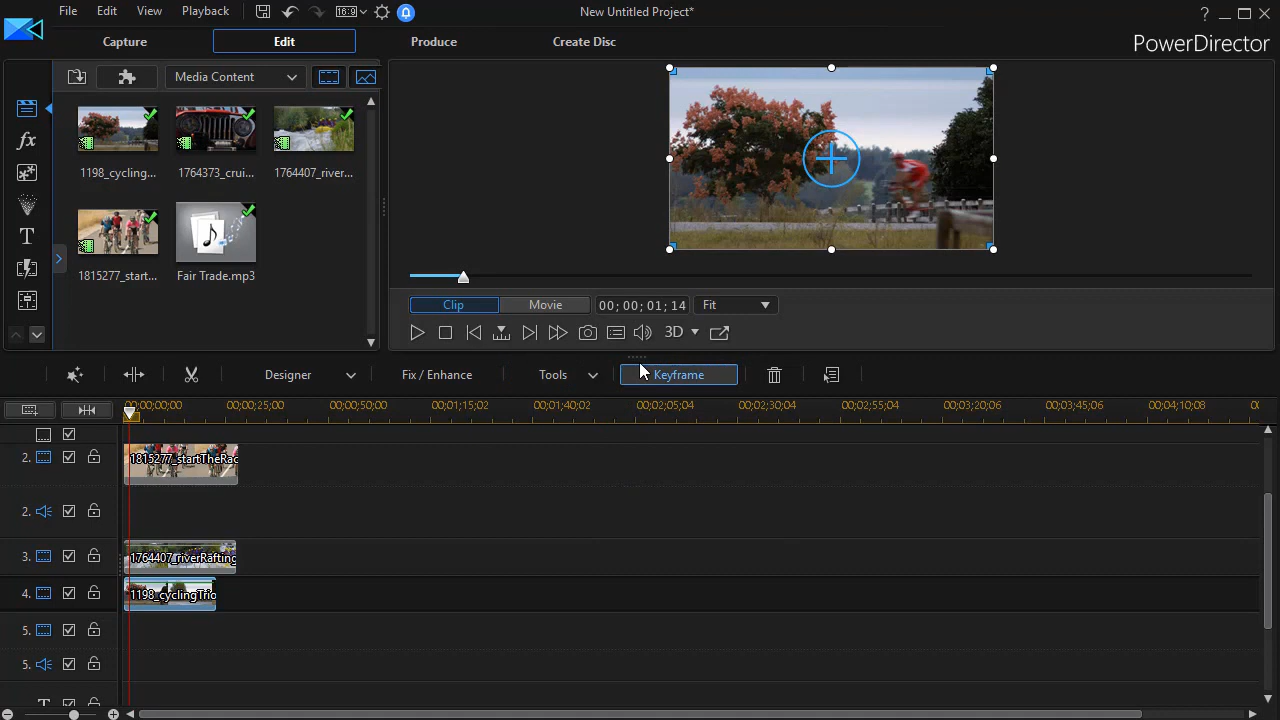 File Edit View Playback 16:9 New Untitled Project* ?
Capture Edit Produce Create Disc PowerDirector
Media Content
1198_cycling... 1764373_crui... 1764407_river...
1815277_start... Fair Trade.mp3
fx
T
Clip Movie 00; 00; 01; 14 Fit
3D
Designer Fix / Enhance Tools Keyframe
00;00;00;00 00;00;25;00 00;00;50;00 00;01;15;02 00;01;40;02 00;02;05;04 00;02;30;04 00;02;55;04 00;03;20;06 00;03;45;06 00;04;10;08
2. 1815277_startTheRac
2.
3. 1764407_riverRafting
4. 1198_cyclingTrio
5.
5.
T